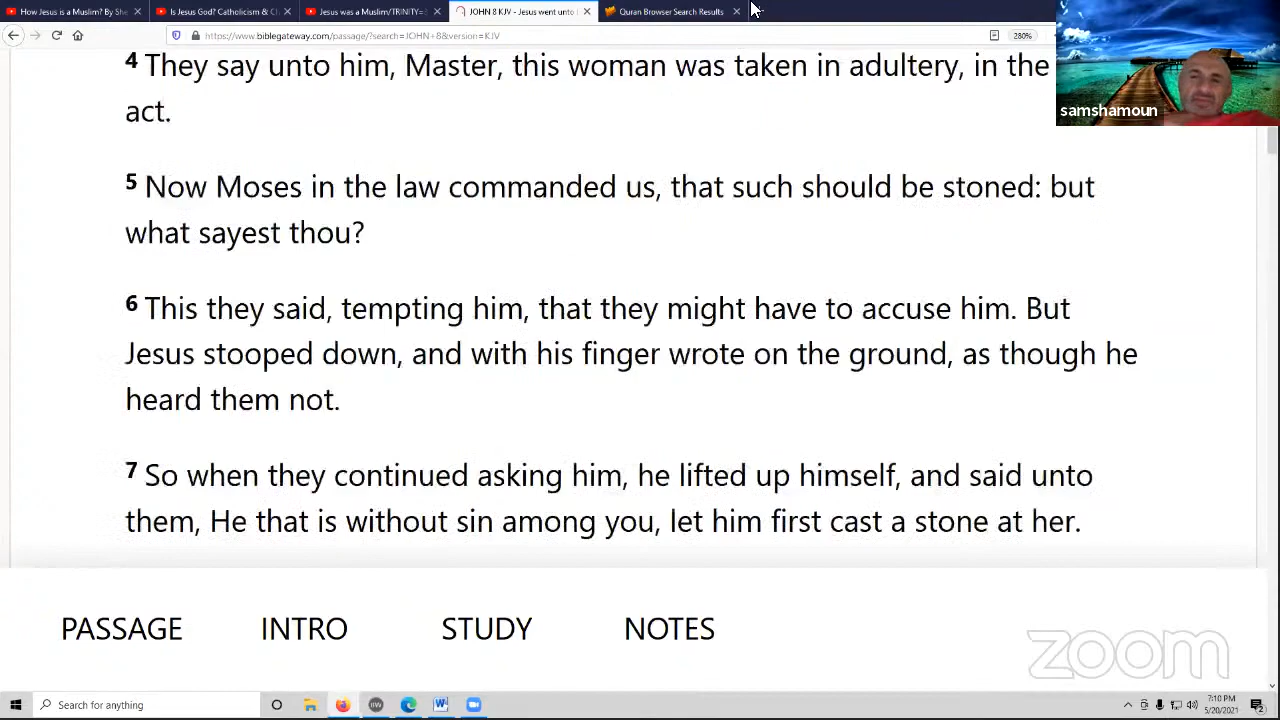 How Jesus is a Muslim? By She
Is Jesus God? Catholicism & C
Jesus was a Muslim/TRINITY=
JOHN 8 KJV - Jesus went unto
Quran Browser Search Results
https://www.biblegateway.com/passage/?search=JOHN+8&version=KJV
280%
4 They say unto him, Master, this woman was taken in adultery, in the
act.
samshamoun
5 Now Moses in the law commanded us, that such should be stoned: but
what sayest thou?
6 This they said, tempting him, that they might have to accuse him. But
Jesus stooped down, and with his finger wrote on the ground, as though he
heard them not.
7 So when they continued asking him, he lifted up himself, and said unto
them, He that is without sin among you, let him first cast a stone at her.
PASSAGE INTRO STUDY NOTES
zoom
Search for anything
7:10 PM
5/20/2021
2